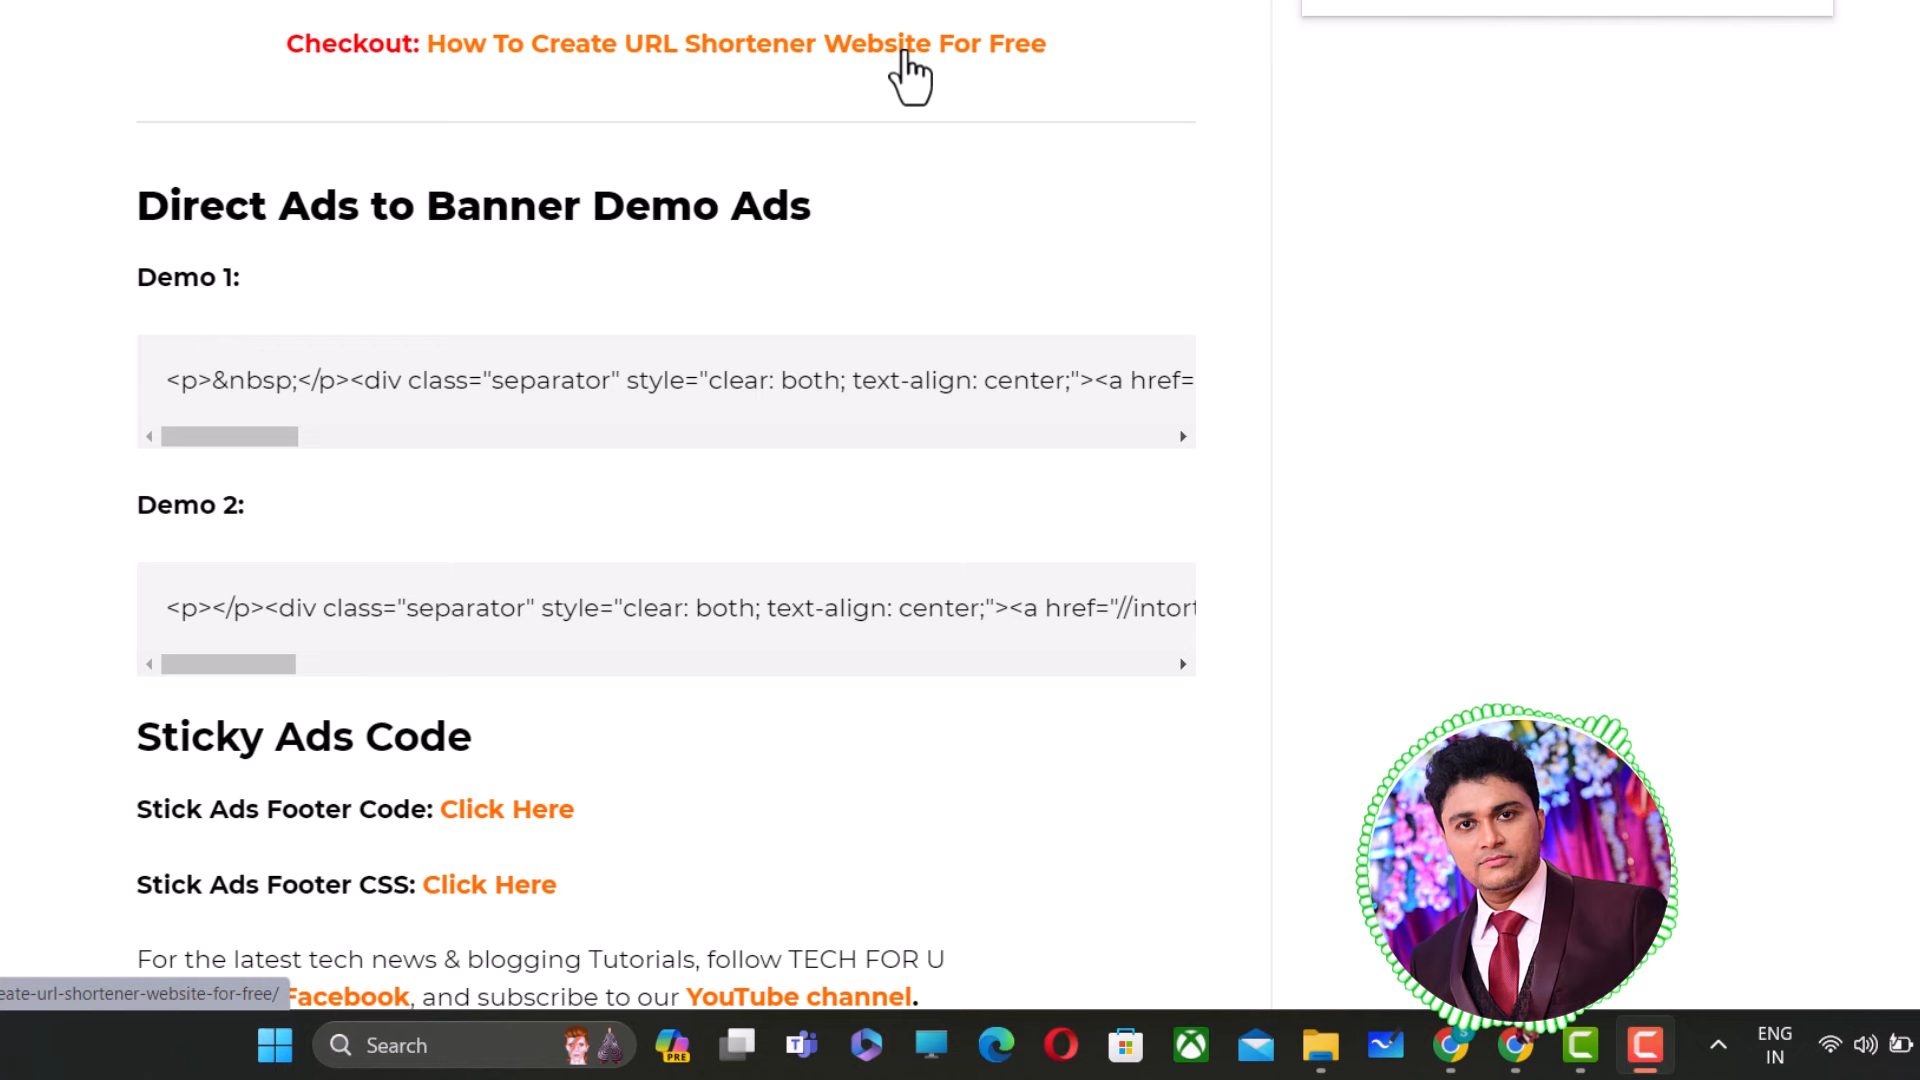 Checkout: How To Create URL Shortener Website For Free
Direct Ads to Banner Demo Ads
Demo 1:
<p>&nbsp;</p><div class="separator" style="clear: both; text-align: center;"><a href=
Demo 2:
<p></p><div class="separator" style="clear: both; text-align: center;"><a href="//intort
Sticky Ads Code
Stick Ads Footer Code: Click Here
Stick Ads Footer CSS: Click Here
For the latest tech news & blogging Tutorials, follow TECH FOR U
eate-url-shortener-website-for-free/
Facebook, and subscribe to our YouTube channel.
Search
PRE
ENG
IN